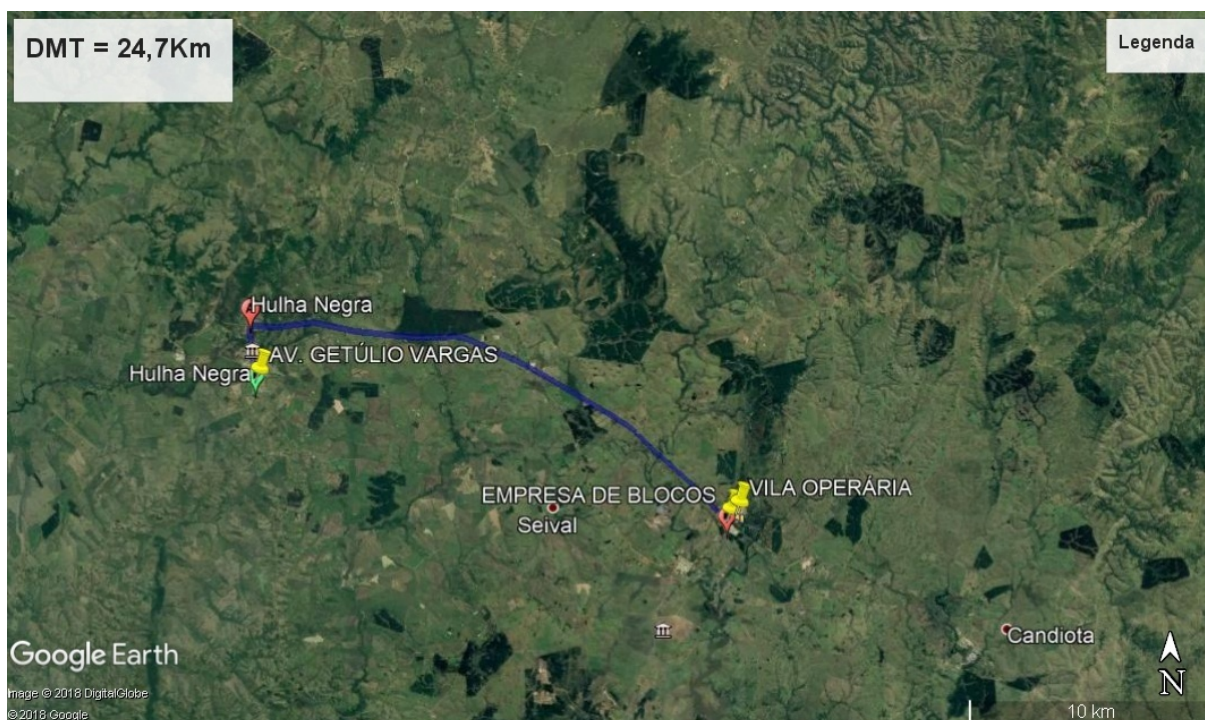 DMT = 24,7Km
Legenda
Hulha Negra
AV. GETÚLIO VARGAS
Hulha Negra
EMPRESA DE BLOCOS
VILA OPERÁRIA
Seival
Candiota
Google Earth
N
Image © 2018 DigitalGlobe
© 2018 Google
10 km